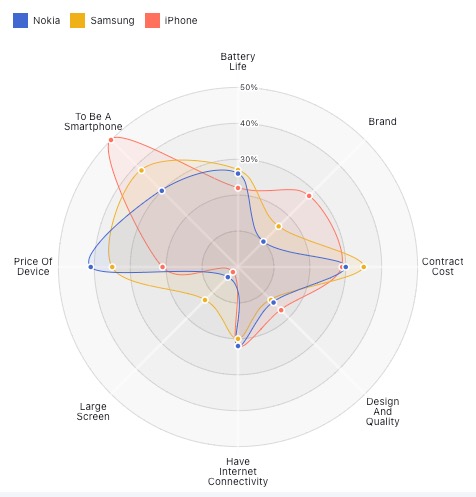 Nokia Samsung iPhone
Battery
Life
50%
40%
30%
Brand
Contract
Cost
Design
And
Quality
Have
Internet
Connectivity
Large
Screen
Price Of
Device
To Be A
Smartphone